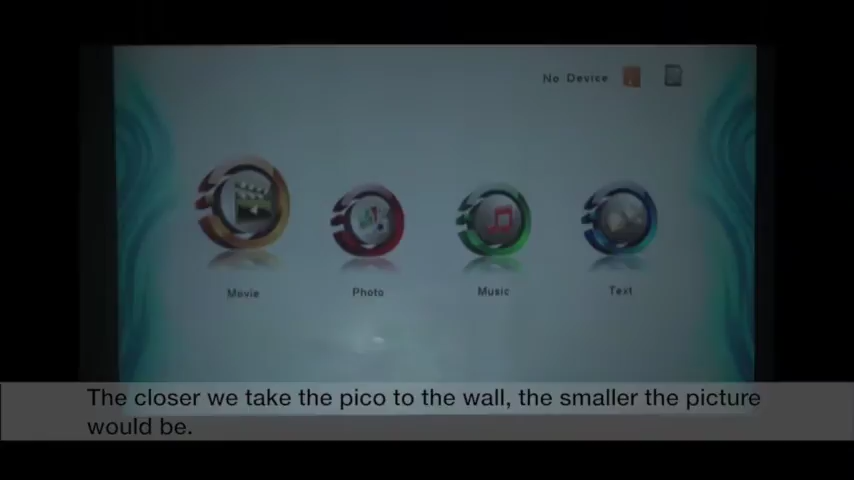 No Device
Movie
Photo
Music
Text
The closer we take the pico to the wall, the smaller the picture
would be.